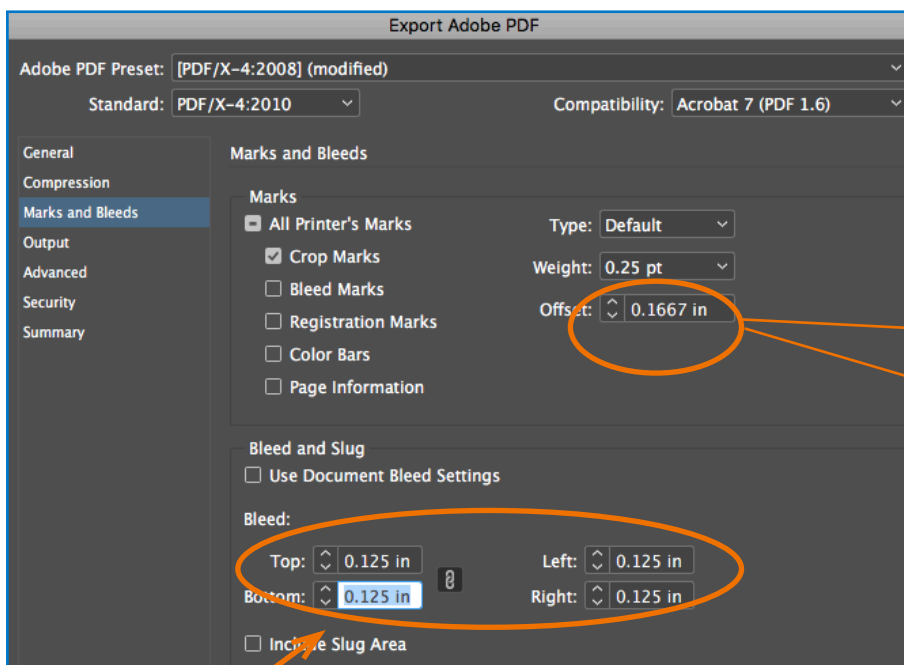 Export Adobe PDF
Adobe PDF Preset: [PDF/X-4:2008] (modified)
Standard: PDF/X-4:2010 Compatibility: Acrobat 7 (PDF 1.6)
General
Compression
Marks and Bleeds
Output
Advanced
Security
Summary
Marks and Bleeds
Marks
All Printer's Marks
Crop Marks
Bleed Marks
Registration Marks
Color Bars
Page Information
Type: Default
Weight: 0.25 pt
Offset: 0.1667 in
Bleed and Slug
Use Document Bleed Settings
Bleed:
Top: 0.125 in Left: 0.125 in
Bottom: 0.125 in Right: 0.125 in
Include Slug Area